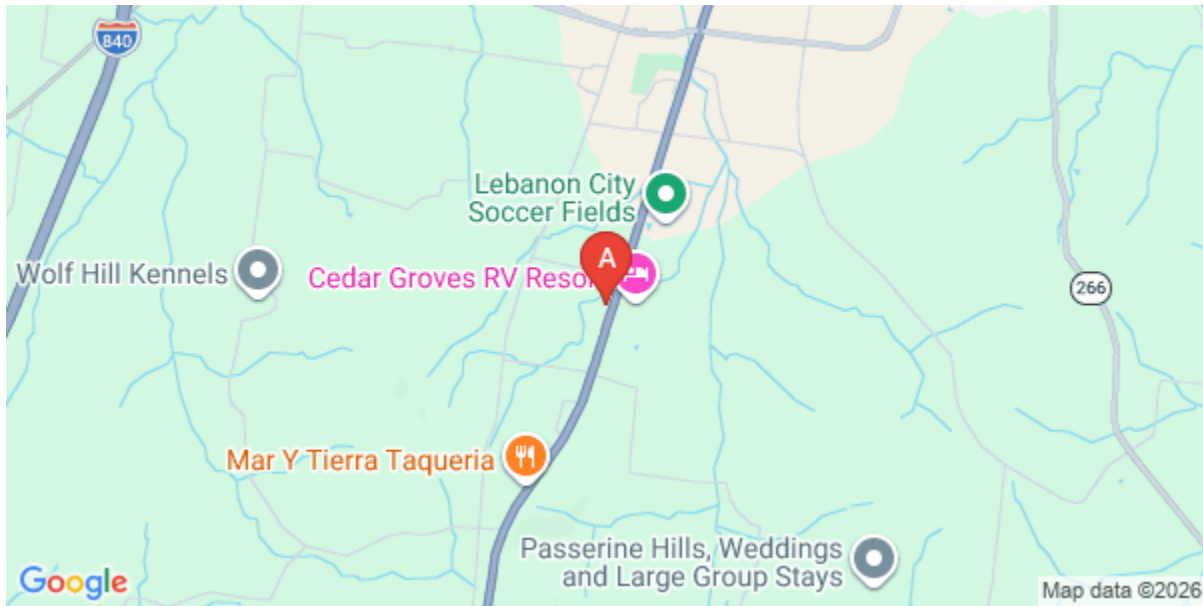 840
Lebanon City
Soccer Fields
A
Wolf Hill Kennels
Cedar Groves RV Resor
266
Mar Y Tierra Taqueria
Passerine Hills, Weddings
and Large Group Stays
Google
Map data ©2026